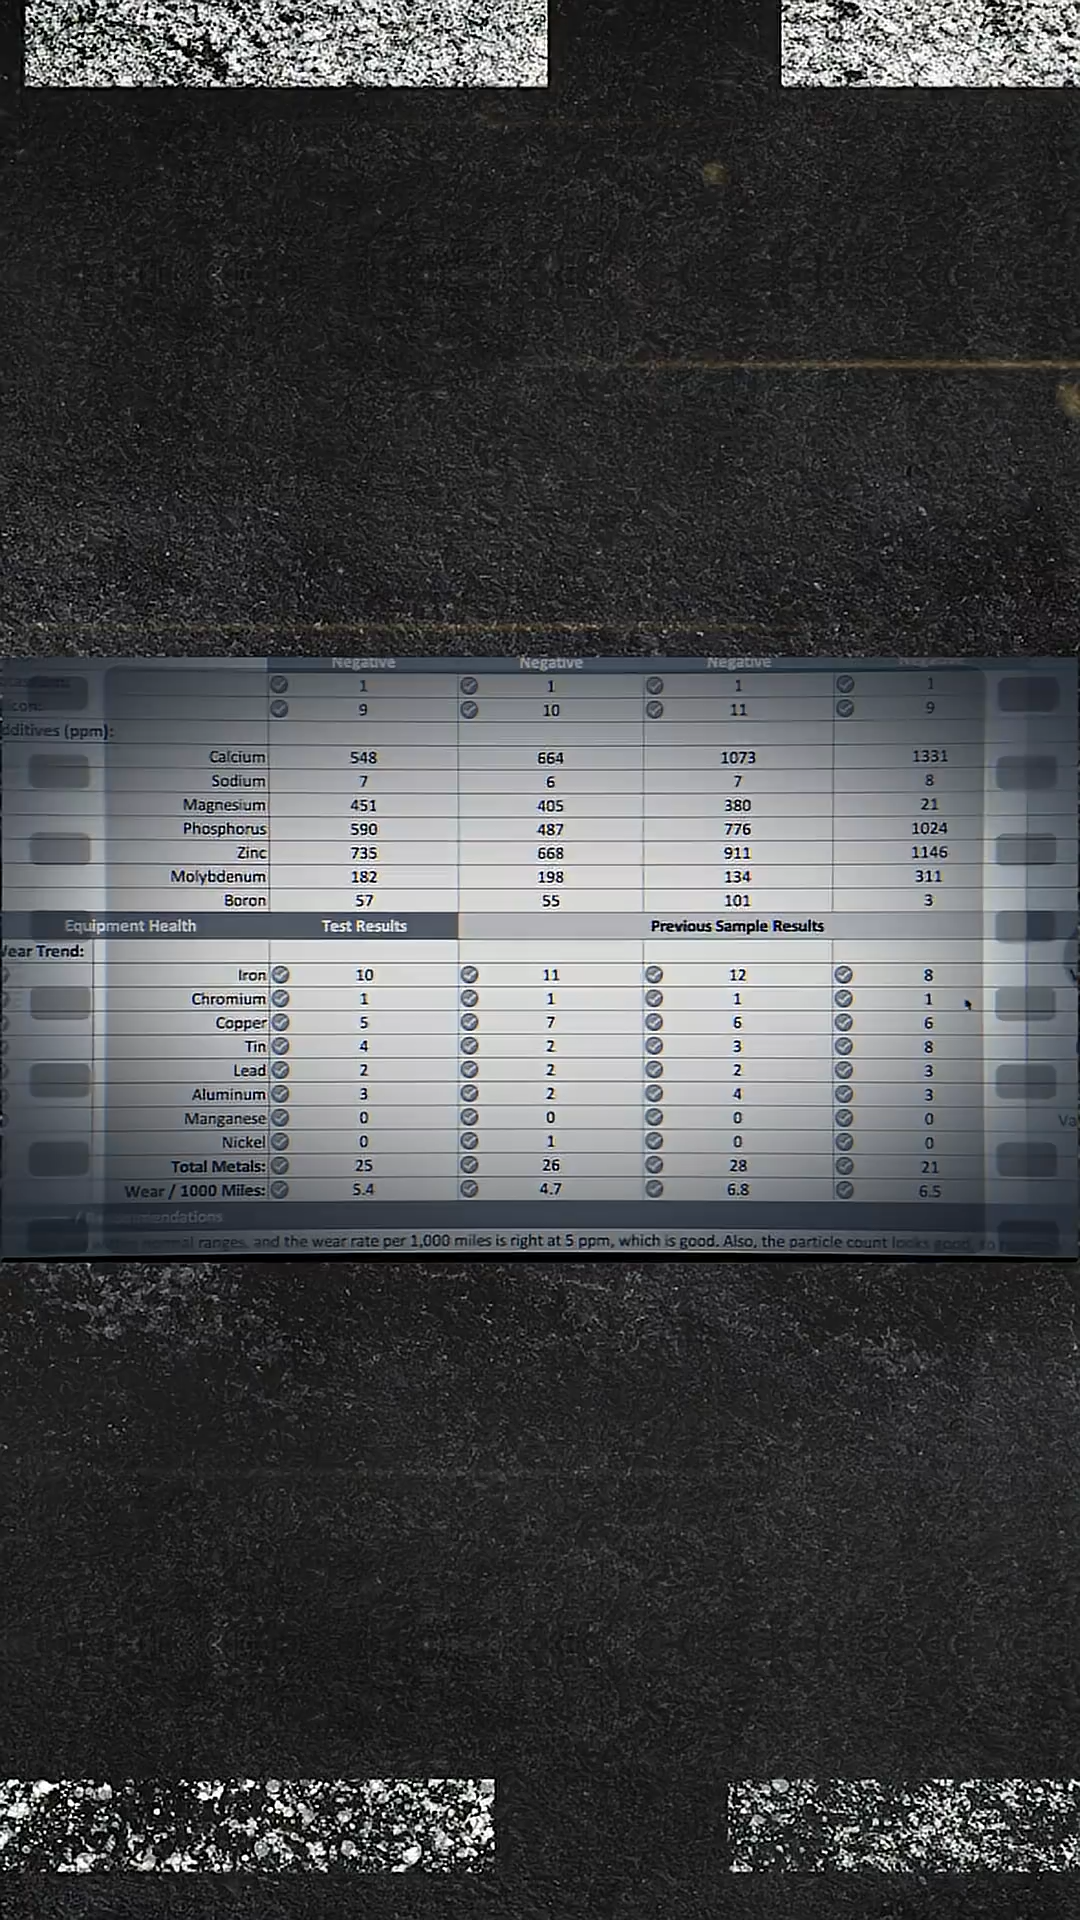 Negative Negative Negative
1 1 1 1
9 10 11 9
dditives (ppm):
Calcium 548 664 1073 1331
Sodium 7 6 7 8
Magnesium 451 405 380 21
Phosphorus 590 487 776 1024
Zinc 735 668 911 1146
Molybdenum 182 198 134 311
Boron 57 55 101 3
Equipment Health Test Results Previous Sample Results
ear Trend:
Iron 10 11 12 8
Chromium 1 1 1 1
Copper 5 7 6 6
Tin 4 2 3 8
Lead 2 2 2 3
Aluminum 3 2 4 3
Manganese 0 0 0 0
Nickel 0 1 0 0
Total Metals: 25 26 28 21
Wear / 1000 Miles: 5.4 4.7 6.8 6.5
/ Recommendations
normal ranges, and the wear rate per 1,000 miles is right at 5 ppm, which is good. Also, the particle count looks good, so